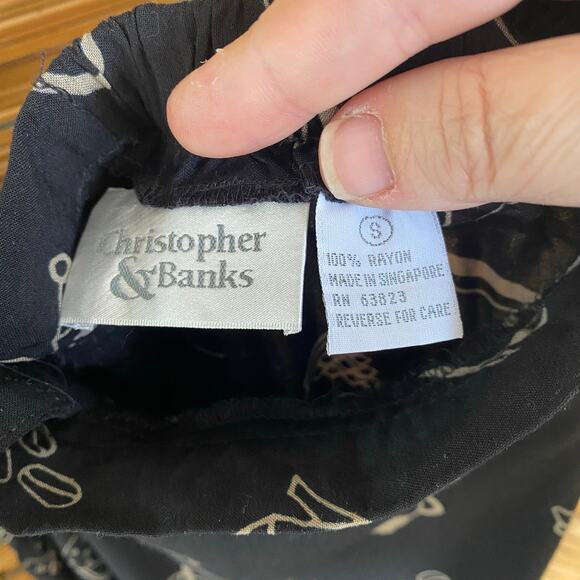 Christopher
& Banks
S
100% RAYON
MADE IN SINGAPORE
RN 63823
REVERSE FOR CARE